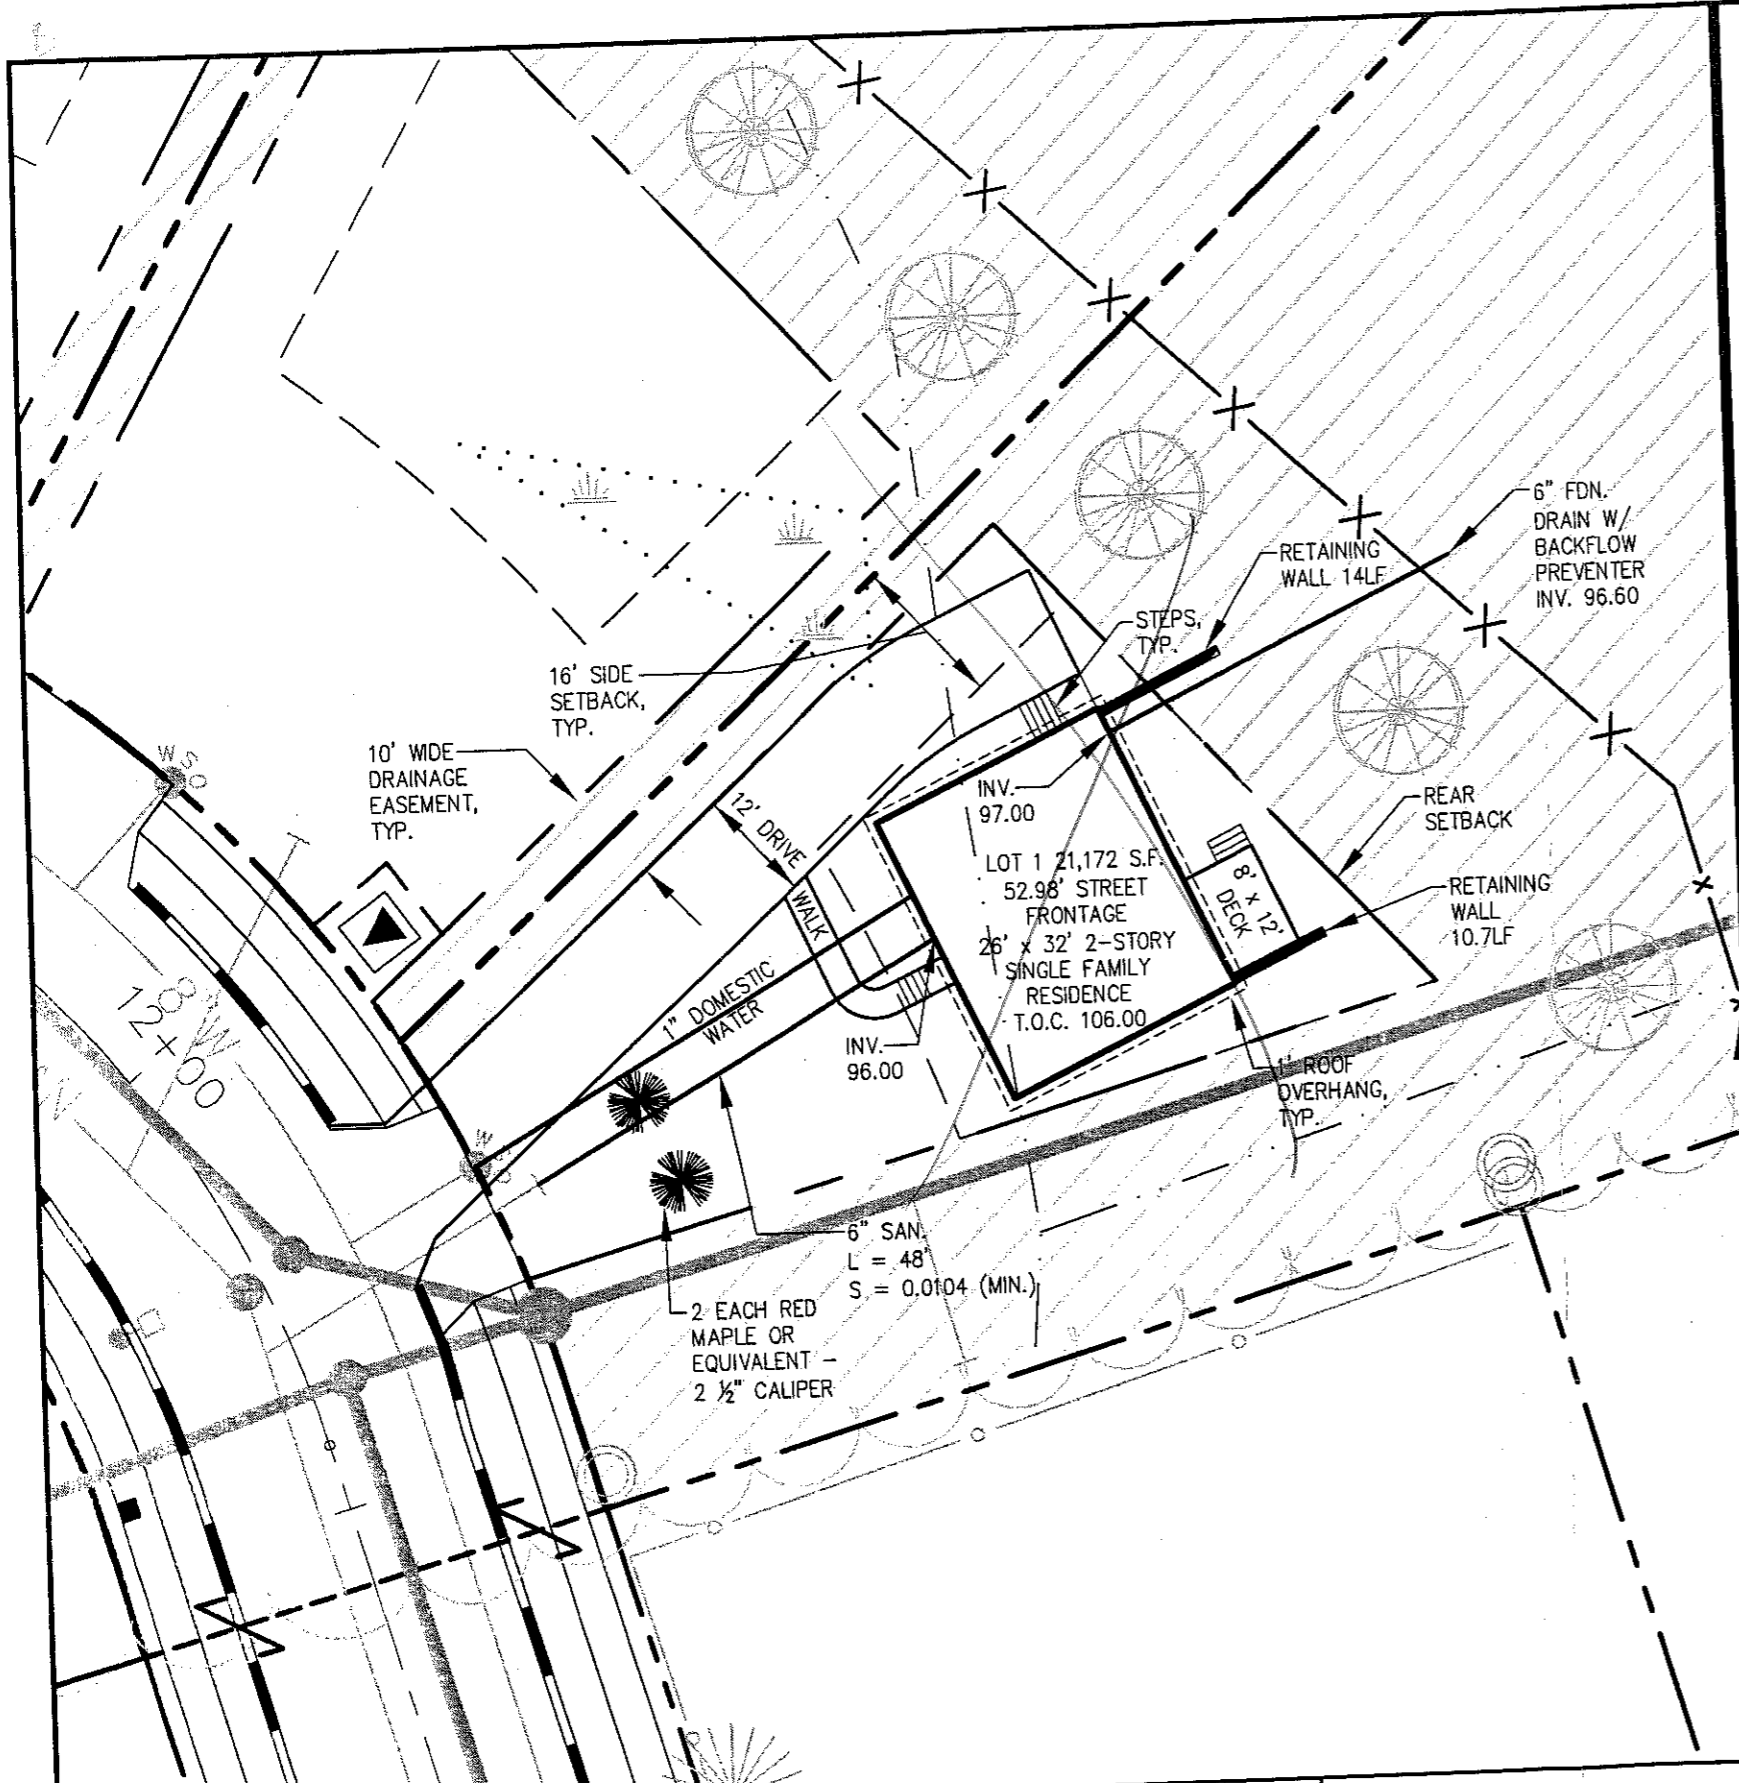 6" FDN.
DRAIN W/
BACKFLOW
PREVENTER
INV. 96.60
RETAINING
WALL 14LF
STEPS,
TYP.
16' SIDE
SETBACK,
TYP.
10' WIDE
DRAINAGE
EASEMENT,
TYP.
W
SO
12' DRIVE
WALK
INV.
97.00
REAR
SETBACK
LOT 1 21,172 S.F.
52.98' STREET
FRONTAGE
26' x 32' 2-STORY
SINGLE FAMILY
RESIDENCE
T.O.C. 106.00
8' x 12'
DECK
RETAINING
WALL
10.7LF
1" DOMESTIC
WATER
INV.
96.00
1' ROOF
OVERHANG,
TYP.
12+00
8"W
W
6" SAN.
L = 48'
S = 0.0104 (MIN.)
2 EACH RED
MAPLE OR
EQUIVALENT -
2 ½" CALIPER